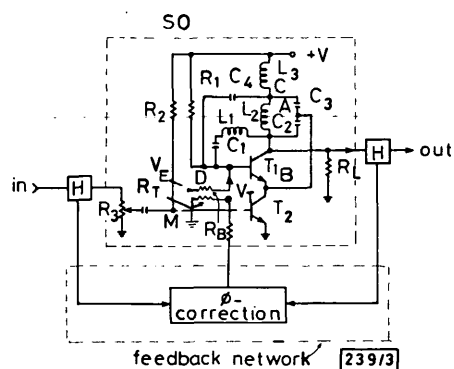 SO
+V
L3
R1 C4 C
R2 A C3
L2 C2
L1
C1
VE D T1
RT B
in H VT RL H out
R3 M T2
RB
ø-
correction
feedback network
239/3